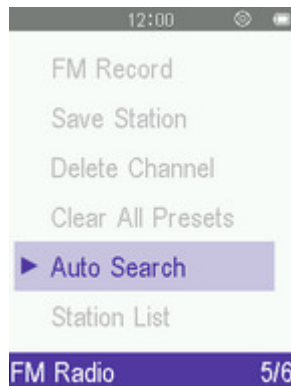 12:00
FM Record
Save Station
Delete Channel
Clear All Presets
Auto Search
Station List
FM Radio 5/6